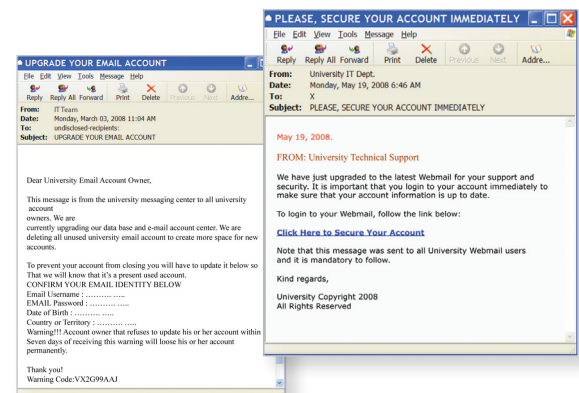 UPGRADE YOUR EMAIL ACCOUNT
File Edit View Tools Message Help
Reply Reply All Forward Print Delete Previous Next Addre...
From: IT Team
Date: Monday, March 03, 2008 11:04 AM
To: undisclosed-recipients:
Subject: UPGRADE YOUR EMAIL ACCOUNT
Dear University Email Account Owner,
This message is from the university messaging center to all university
account
owners. We are
currently upgrading our data base and e-mail account center. We are
deleting all unused university email account to create more space for new
accounts.
To prevent your account from closing you will have to update it below so
That we will know that it's a present used account.
CONFIRM YOUR EMAIL IDENTITY BELOW
Email Username : .......... .....
EMAIL Password : .......... .....
Date of Birth : .......... .....
Country or Territory : .......... .....
Warning!!! Account owner that refuses to update his or her account within
Seven days of receiving this warning will loose his or her account
permanently.
Thank you!
Warning Code:VX2G99AAJ
PLEASE, SECURE YOUR ACCOUNT IMMEDIATELY
File Edit View Tools Message Help
Reply Reply All Forward Print Delete Previous Next Addre...
From: University IT Dept.
Date: Monday, May 19, 2008 6:46 AM
To: X
Subject: PLEASE, SECURE YOUR ACCOUNT IMMEDIATELY
May 19, 2008.
FROM: University Technical Support
We have just upgraded to the latest Webmail for your support and
security. It is important that you login to your account immediately to
make sure that your account information is up to date.
To login to your Webmail, follow the link below:
Click Here to Secure Your Account
Note that this message was sent to all University Webmail users
and it is mandatory to follow.
Kind regards,
University Copyright 2008
All Rights Reserved